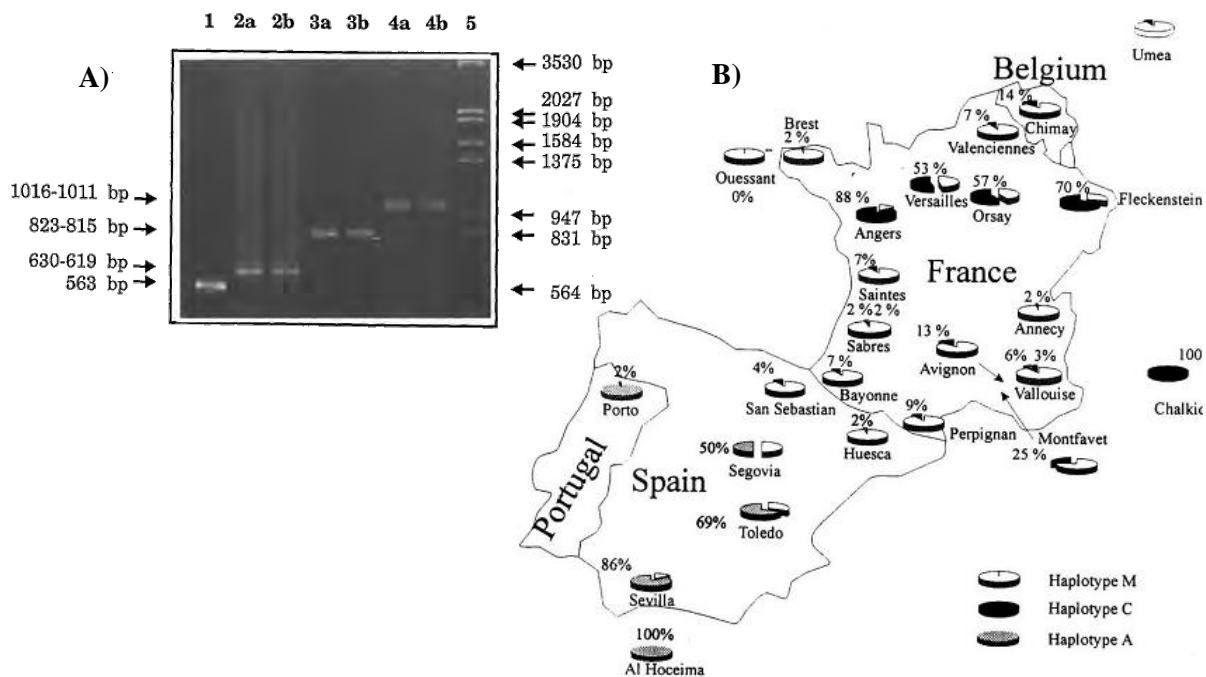 1 2a 2b 3a 3b 4a 4b 5
A)
3530 bp
2027 bp
1904 bp
1584 bp
1375 bp
947 bp
831 bp
564 bp
1016-1011 bp
823-815 bp
630-619 bp
563 bp
B)
Umea
Belgium
14 %
Chimay
7 %
Valenciennes
Brest
2 %
Ouessant
0%
53 %
Versailles
57 %
Orsay
70 %
Fleckenstein
88 %
Angers
7%
Saintes
France
2 % 2 %
Sabres
2 %
Annecy
13 %
Avignon
6% 3%
Vallouise
100
Chalkic
7 %
Bayonne
4%
San Sebastian
2%
Porto
9%
Perpignan
2%
Huesca
Montfavet
25 %
50%
Segovia
Portugal
Spain
69%
Toledo
86%
Sevilla
100%
Al Hoceima
Haplotype M
Haplotype C
Haplotype A